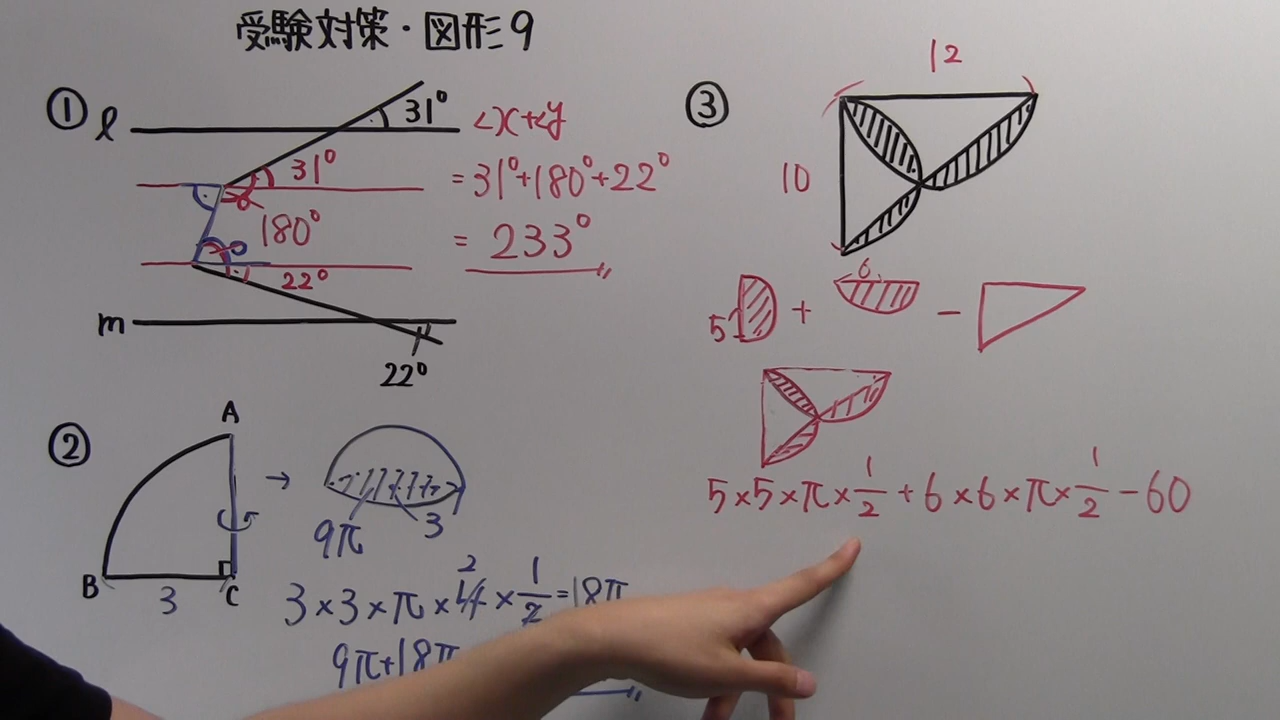 受験対策・図形9
① ℓ 31°
31°
180°
22°
m
22°
∠x+∠y
=31°+180°+22°
= 233°
②
A
B 3 C
→
9π 3
3×3×π×4×1/2=18π
2
9π+18π
③
12
10
5 + 6 −
5×5×π×1/2+6×6×π×1/2−60